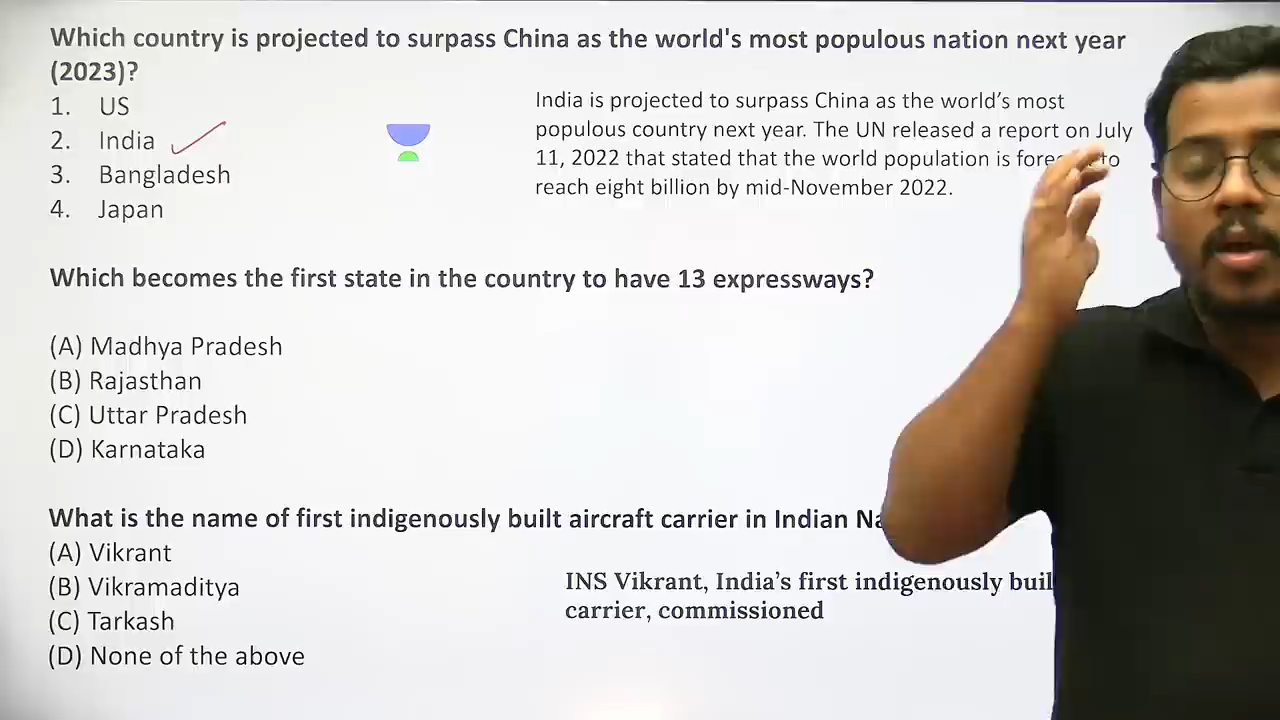 Which country is projected to surpass China as the world's most populous nation next year
(2023)?
1. US
2. India
3. Bangladesh
4. Japan
India is projected to surpass China as the world’s most
populous country next year. The UN released a report on July
11, 2022 that stated that the world population is to
reach eight billion by mid-November 2022.
Which becomes the first state in the country to have 13 expressways?
(A) Madhya Pradesh
(B) Rajasthan
(C) Uttar Pradesh
(D) Karnataka
What is the name of first indigenously built aircraft carrier in Indian
(A) Vikrant
(B) Vikramaditya
(C) Tarkash
(D) None of the above
INS Vikrant, India’s first indigenously
carrier, commissioned